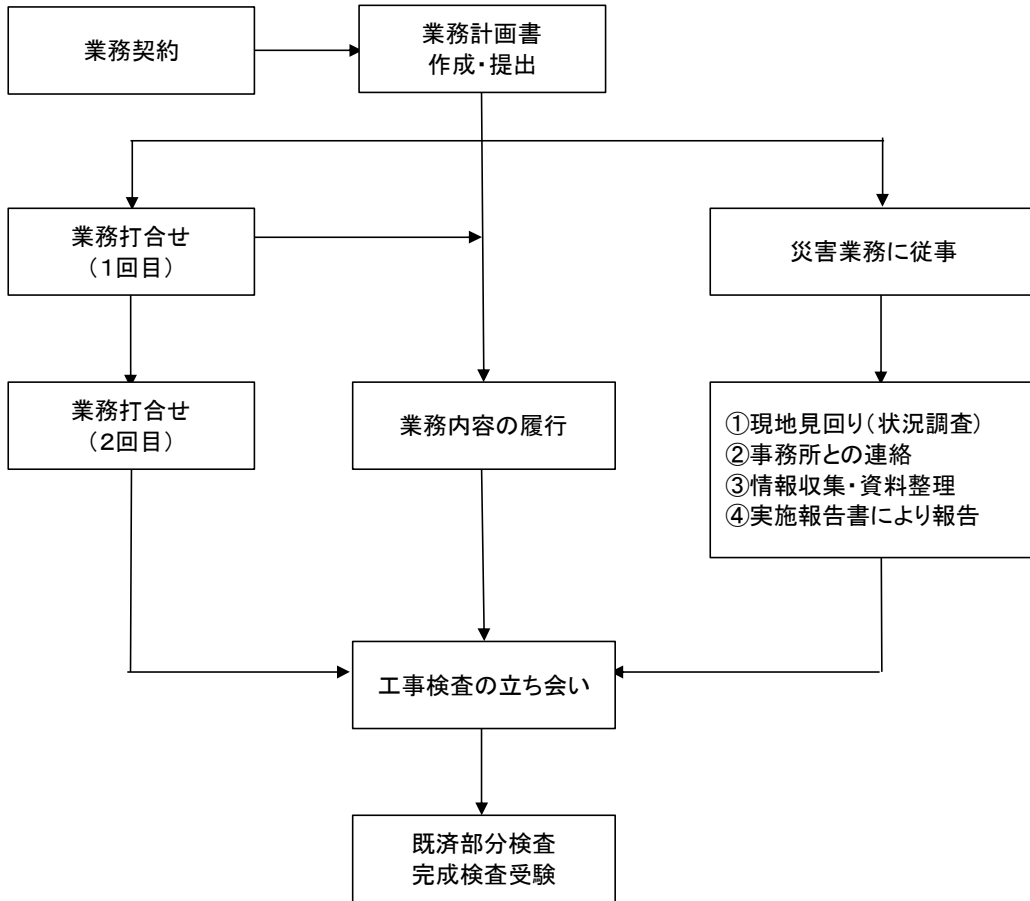 業務契約
業務計画書
作成・提出
業務打合せ
（１回目）
災害業務に従事
業務打合せ
（２回目）
業務内容の履行
①現地見回り（状況調査）
②事務所との連絡
③情報収集・資料整理
④実施報告書により報告
工事検査の立ち会い
既済部分検査
完成検査受験